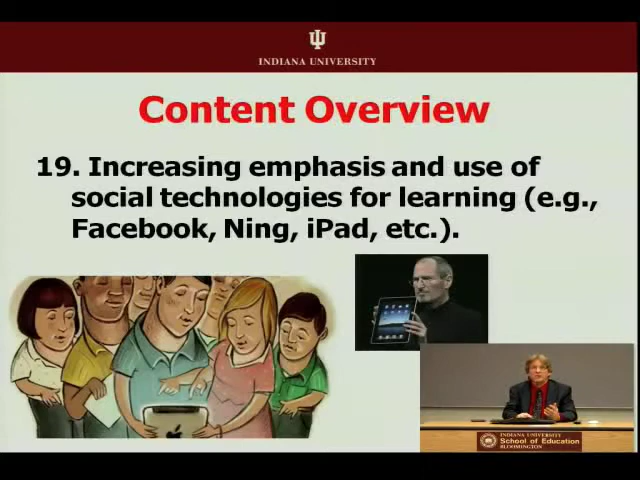 INDIANA UNIVERSITY
Content Overview
19. Increasing emphasis and use of
social technologies for learning (e.g.,
Facebook, Ning, iPad, etc.).
INDIANA UNIVERSITY
School of Education
BLOOMINGTON